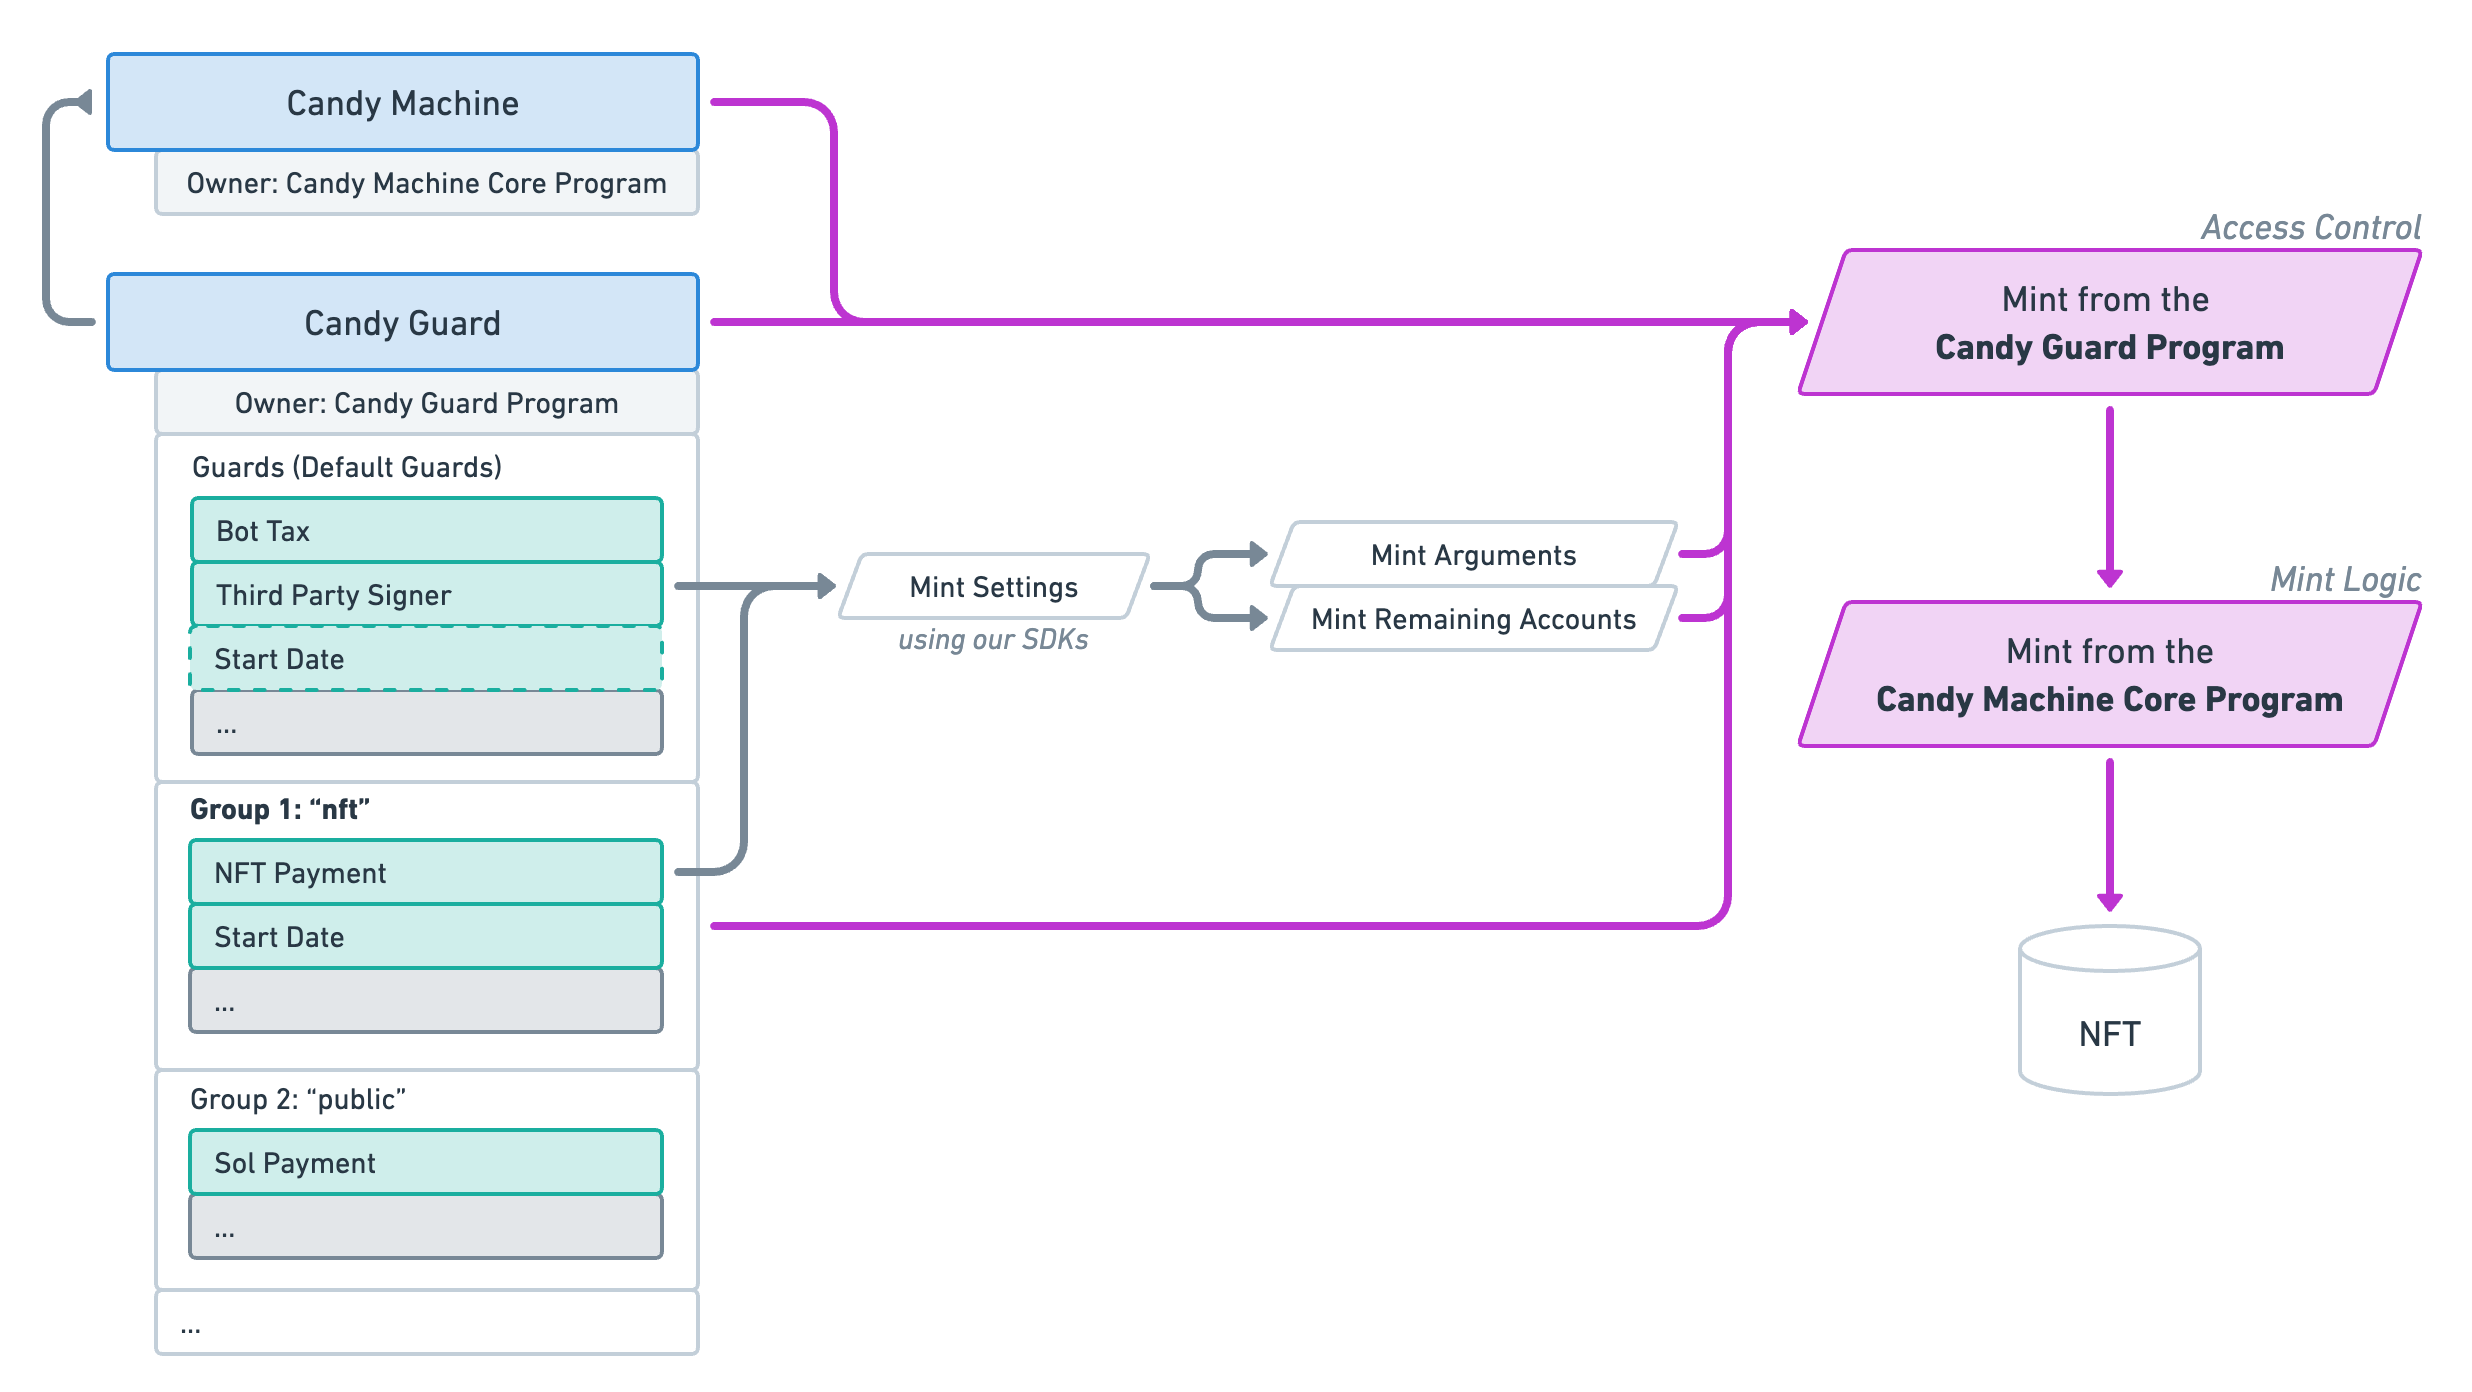 Candy Machine
Owner: Candy Machine Core Program
Candy Guard
Owner: Candy Guard Program
Guards (Default Guards)
Bot Tax
Third Party Signer
Start Date
...
Group 1: “nft”
NFT Payment
Start Date
...
Group 2: “public”
Sol Payment
...
...
Mint Settings
using our SDKs
Mint Arguments
Mint Remaining Accounts
Access Control
Mint from the
Candy Guard Program
Mint Logic
Mint from the
Candy Machine Core Program
NFT